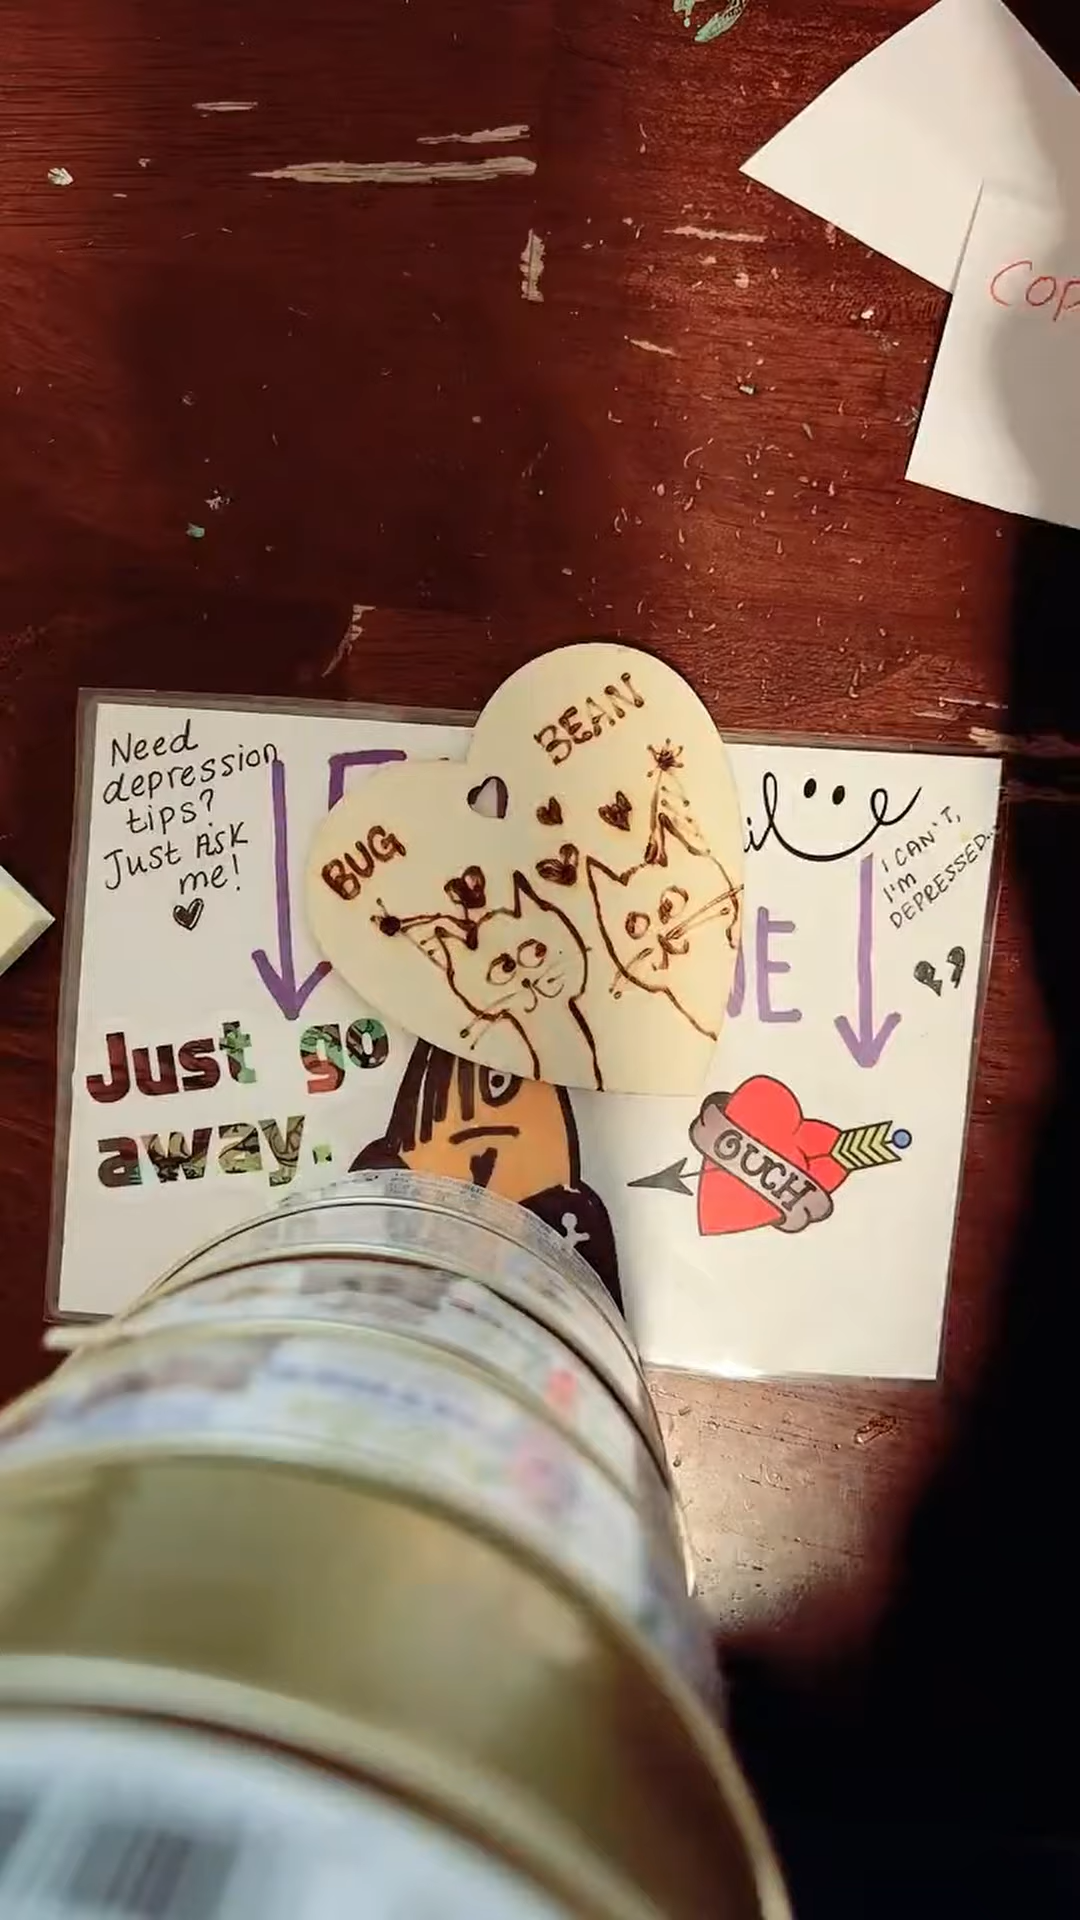 Cop
BEAN
BUG
Need
depression
tips?
Just Ask
me!
E
I CAN'T,
I'M
DEPRESSED...
Just go
away.
OUCH